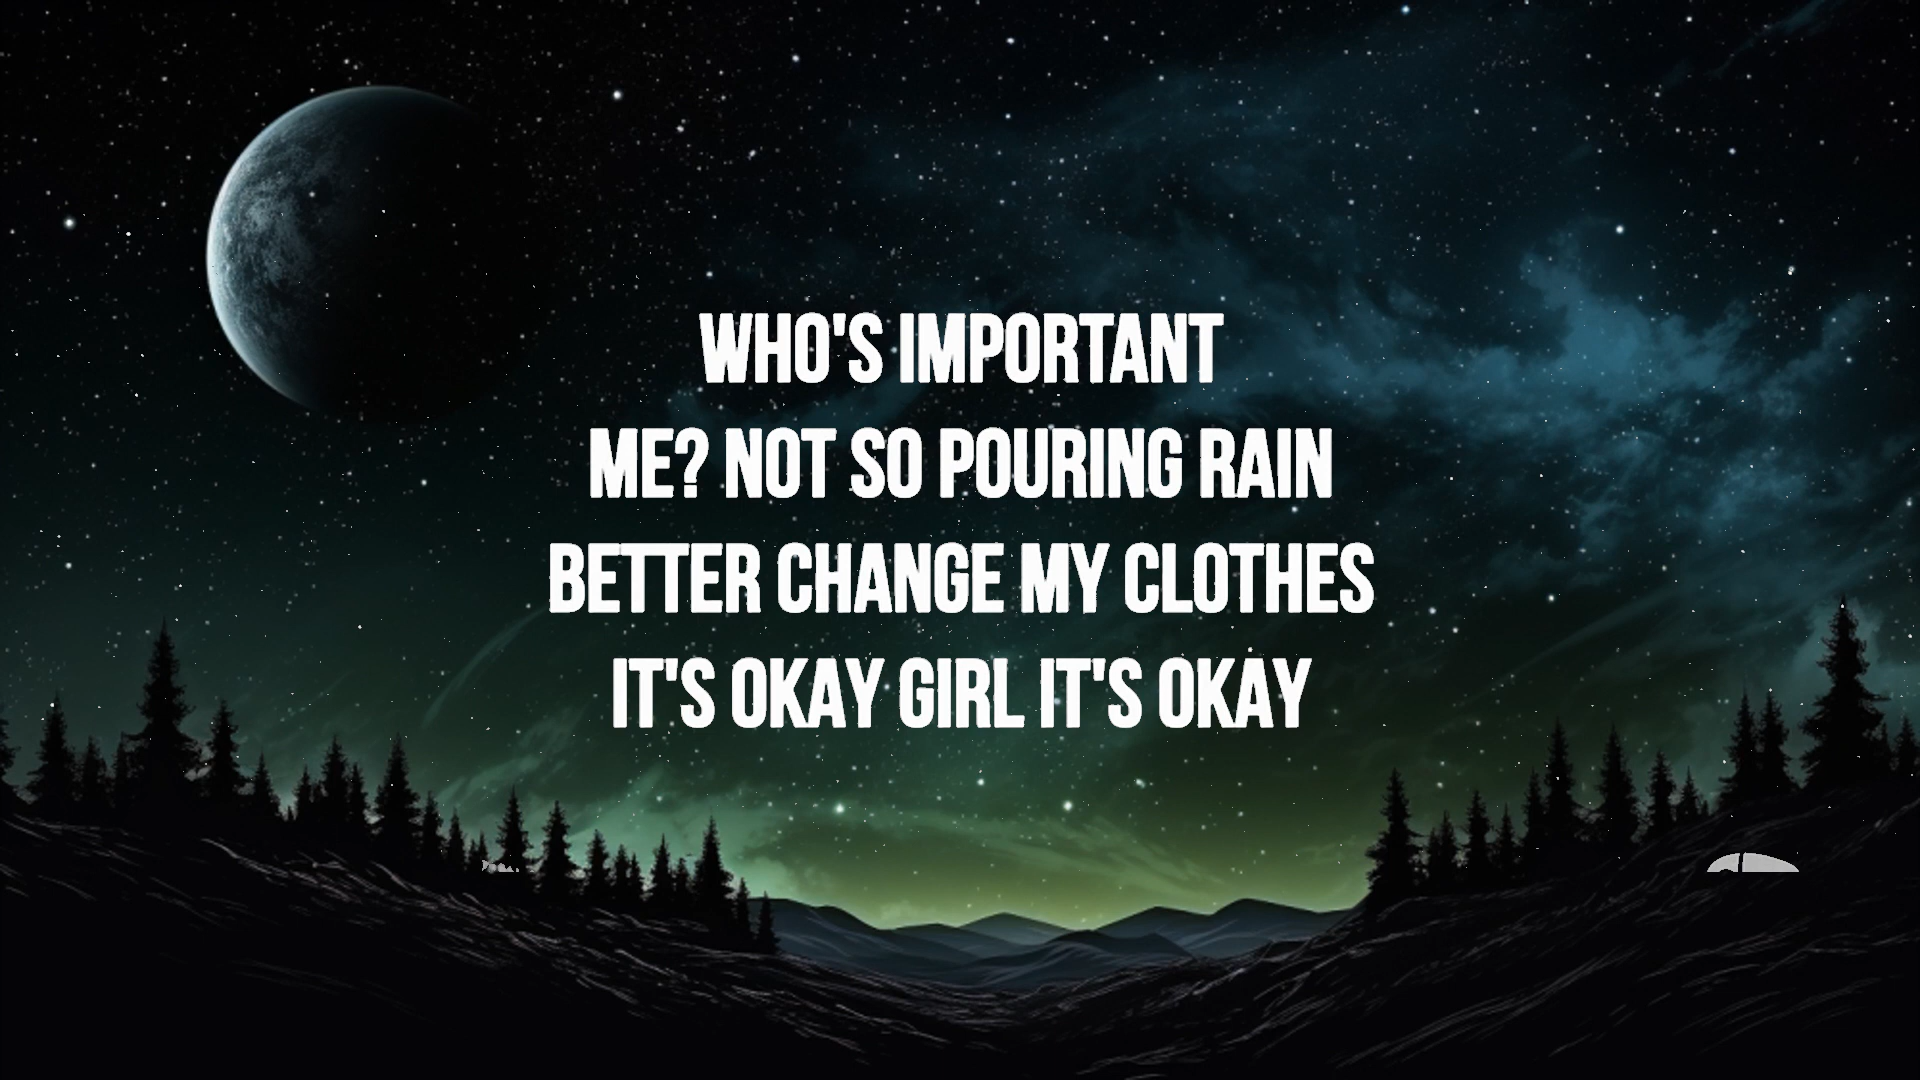 WHO'S IMPORTANT
ME? NOT SO POURING RAIN
BETTER CHANGE MY CLOTHES
IT'S OKAY GIRL IT'S OKAY